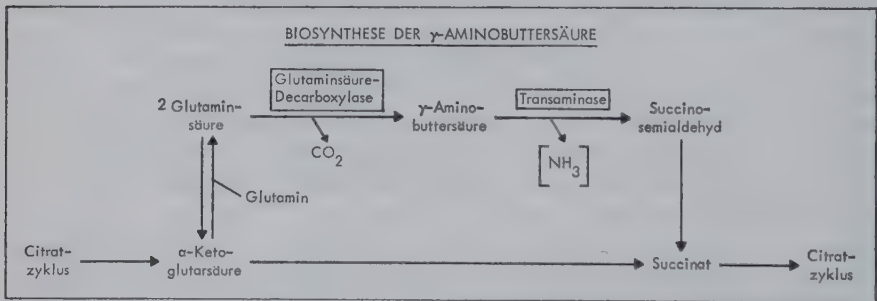 BIOSYNTHESE DER γ-AMINOBUTTERSÄURE
Glutaminsäure-
Decarboxylase
2 Glutamin-
säure
γ-Amino-
buttersäure
Transaminase
Succino-
semialdehyd
CO2
[NH3]
Glutamin
Citrat-
zyklus
α-Keto-
glutarsäure
Succinat
Citrat-
zyklus